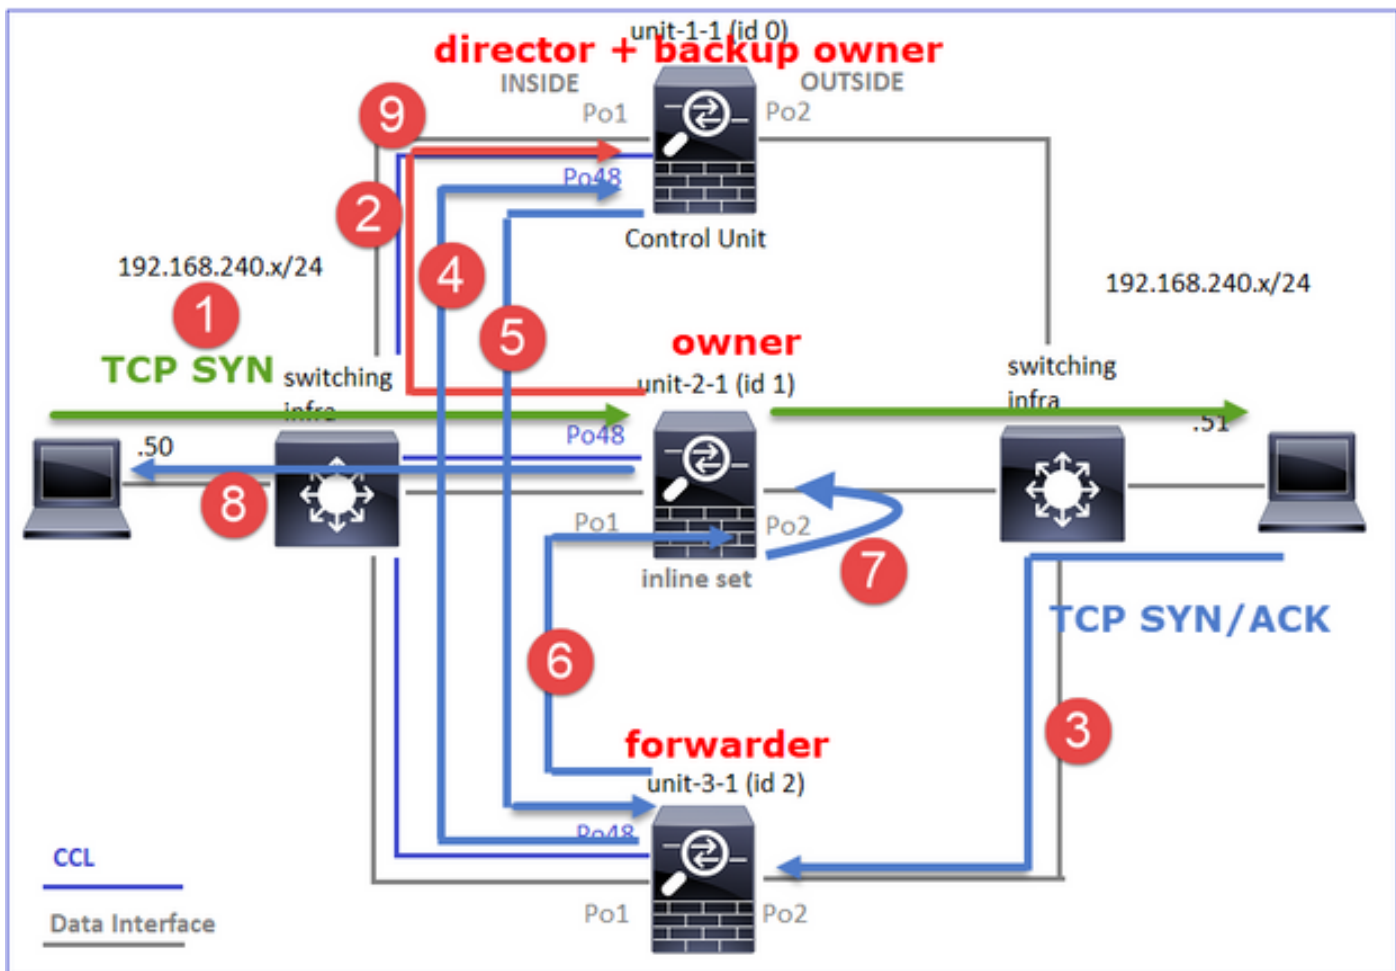 unit-1-1 (id 0)
director + backup owner
INSIDE
OUTSIDE
9
Po1
Po2
Po48
2
Control Unit
192.168.240.x/24
4
192.168.240.x/24
1
5
TCP SYN
owner
switching
infra
unit-2-1 (id 1)
switching
infra
.50
Po48
.51
8
Po1
Po2
7
inline set
TCP SYN/ACK
6
3
forwarder
unit-3-1 (id 2)
Po48
CCL
Data Interface
Po1
Po2